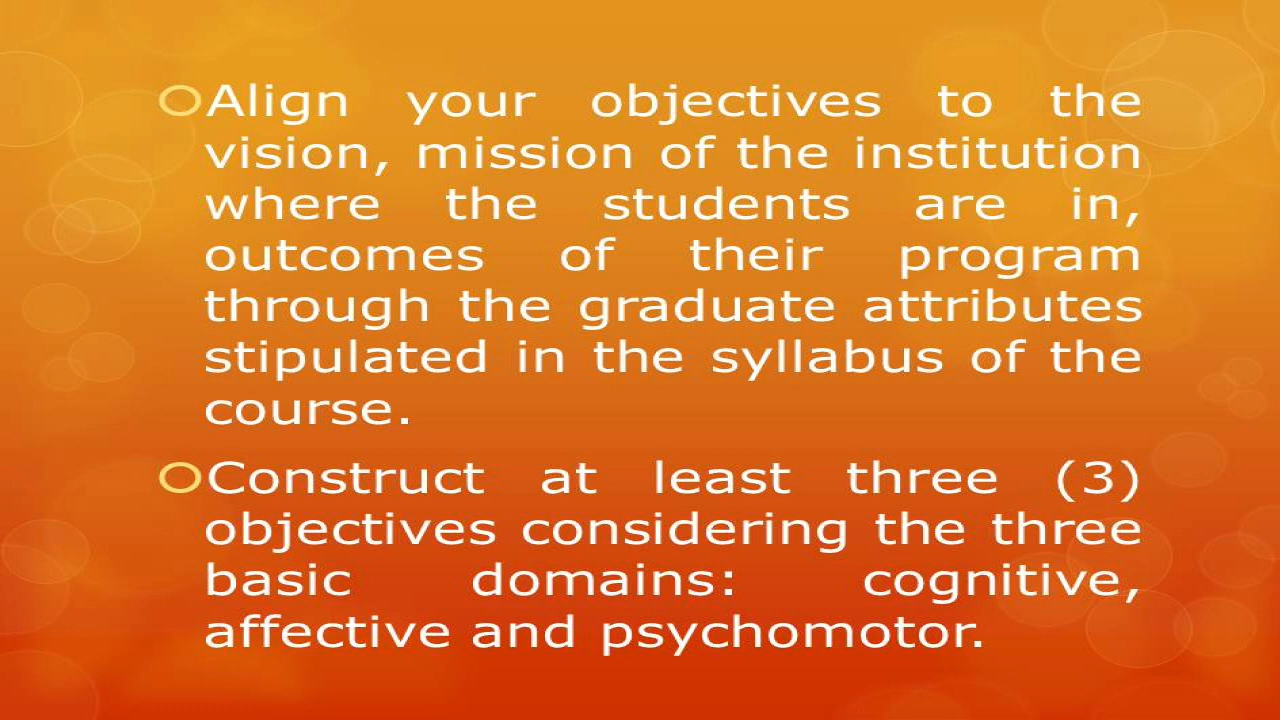 Align your objectives to the
vision, mission of the institution
where the students are in,
outcomes of their program
through the graduate attributes
stipulated in the syllabus of the
course.
Construct at least three (3)
objectives considering the three
basic domains: cognitive,
affective and psychomotor.